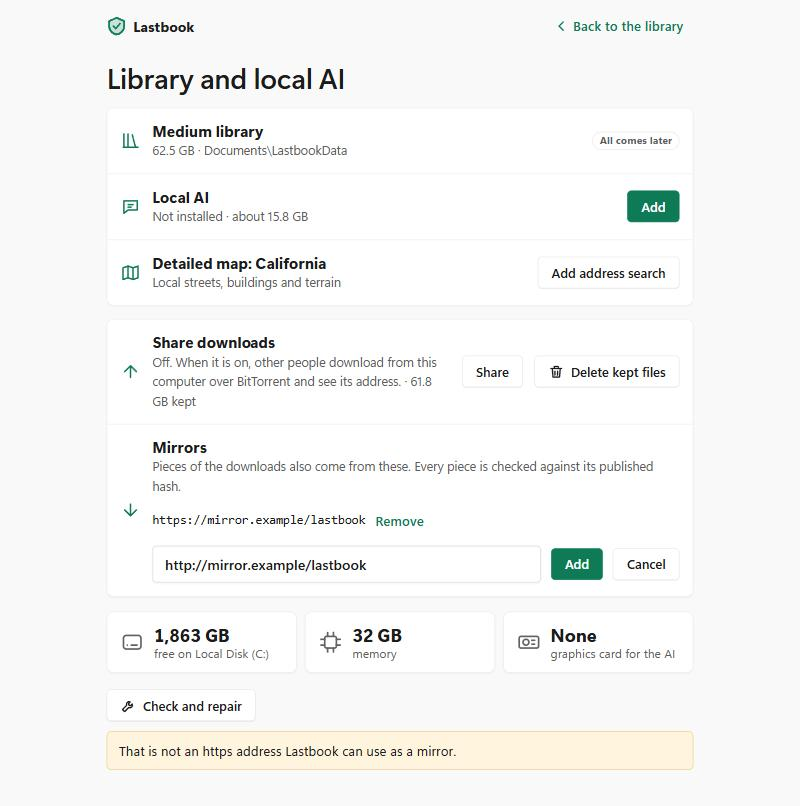 Lastbook
Back to the library
Library and local AI
Medium library
62.5 GB · Documents\LastbookData
All comes later
Local AI
Not installed · about 15.8 GB
Add
Detailed map: California
Local streets, buildings and terrain
Add address search
Share downloads
Off. When it is on, other people download from this
computer over BitTorrent and see its address. · 61.8
GB kept
Share
Delete kept files
Mirrors
Pieces of the downloads also come from these. Every piece is checked against its published
hash.
https://mirror.example/lastbook
Remove
http://mirror.example/lastbook
Add
Cancel
1,863 GB
free on Local Disk (C:)
32 GB
memory
None
graphics card for the AI
Check and repair
That is not an https address Lastbook can use as a mirror.